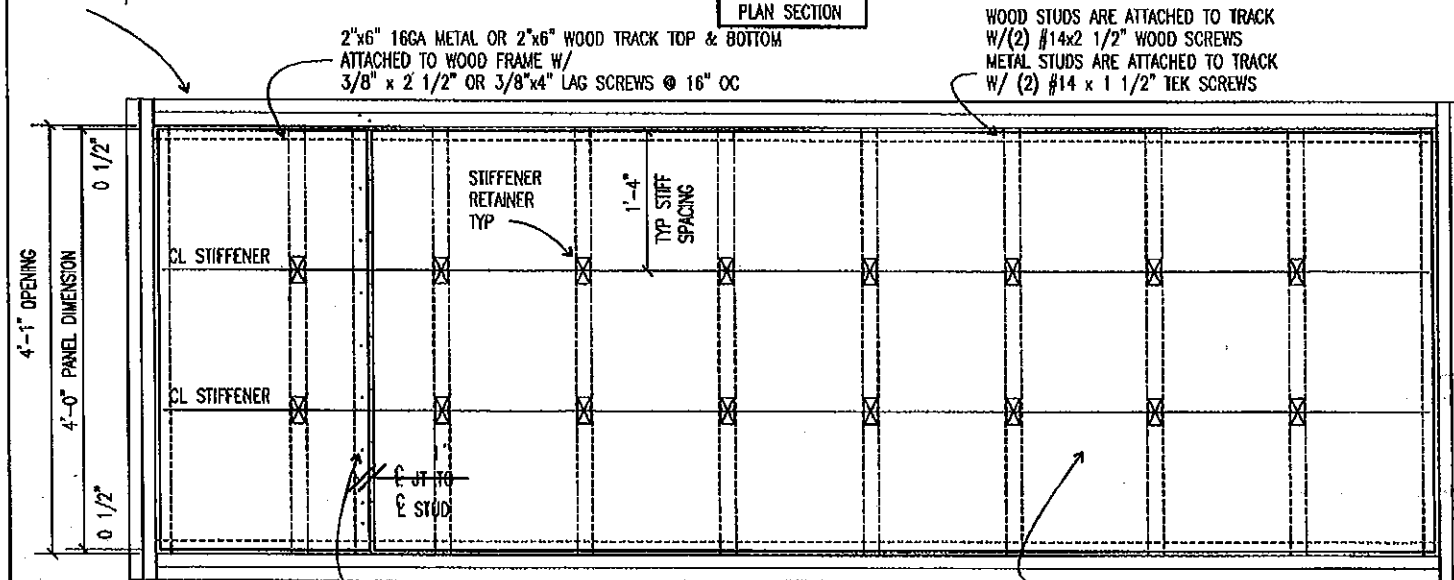 PLAN SECTION
2"x6" 16GA METAL OR 2"x6" WOOD TRACK TOP & BOTTOM
ATTACHED TO WOOD FRAME W/
3/8" x 2 1/2" OR 3/8"x4" LAG SCREWS @ 16" OC
WOOD STUDS ARE ATTACHED TO TRACK
W/(2) #14x2 1/2" WOOD SCREWS
METAL STUDS ARE ATTACHED TO TRACK
W/ (2) #14 x 1 1/2" TEK SCREWS
4'-1" OPENING
4'-0" PANEL DIMENSION
0 1/2"
0 1/2"
STIFFENER
RETAINER
TYP
1'-4"
TYP STIFF
SPACING
CL STIFFENER
CL STIFFENER
℄ JT TO
℄ STUD